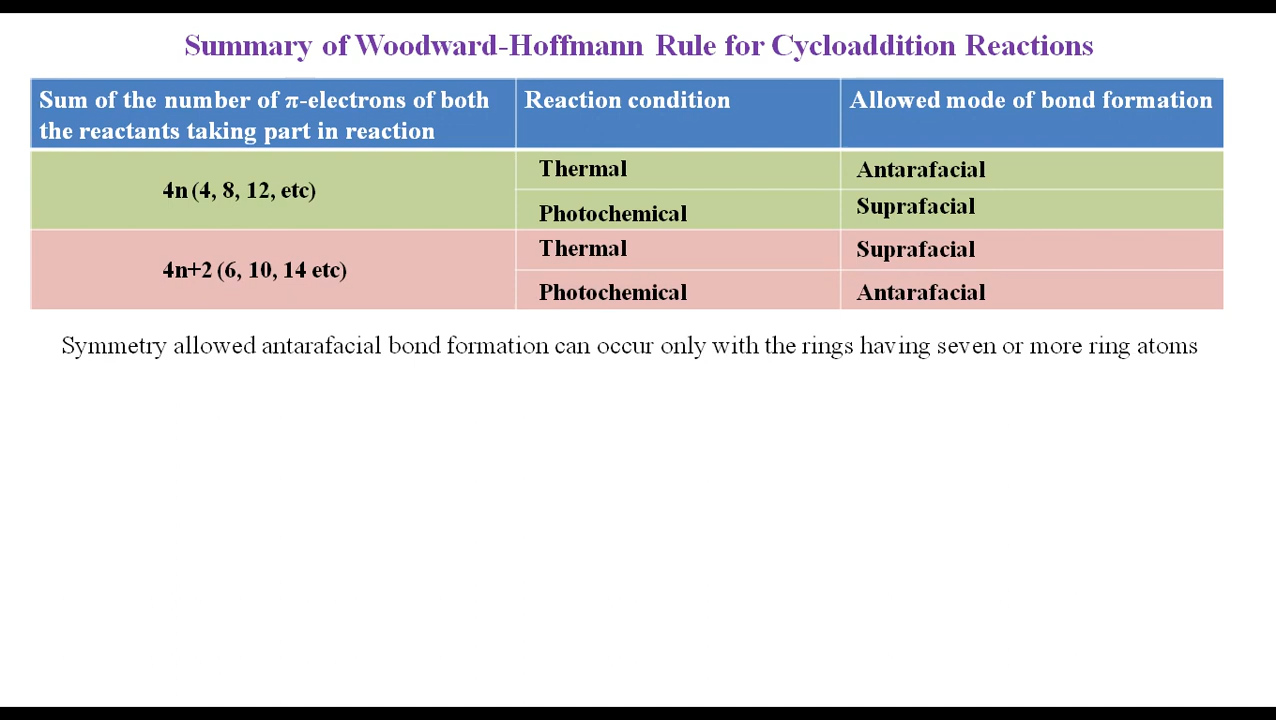 Summary of Woodward-Hoffmann Rule for Cycloaddition Reactions
Sum of the number of π-electrons of both
the reactants taking part in reaction
Reaction condition
Allowed mode of bond formation
4n (4, 8, 12, etc)
Thermal
Antarafacial
Photochemical
Suprafacial
4n+2 (6, 10, 14 etc)
Thermal
Suprafacial
Photochemical
Antarafacial
Symmetry allowed antarafacial bond formation can occur only with the rings having seven or more ring atoms